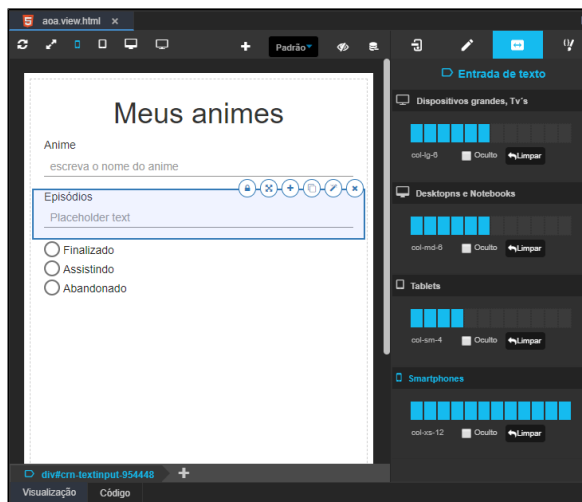 aoa.view.html ×
Padrão
Entrada de texto
Meus animes
Anime
escreva o nome do anime
Episódios
Placeholder text
Finalizado
Assistindo
Abandonado
Dispositivos grandes, Tv´s
col-lg-6 Oculto Limpar
Desktopns e Notebooks
col-md-6 Oculto Limpar
Tablets
col-sm-4 Oculto Limpar
Smartphones
col-xs-12 Oculto Limpar
div#crn-textinput-954448
Visualização Código